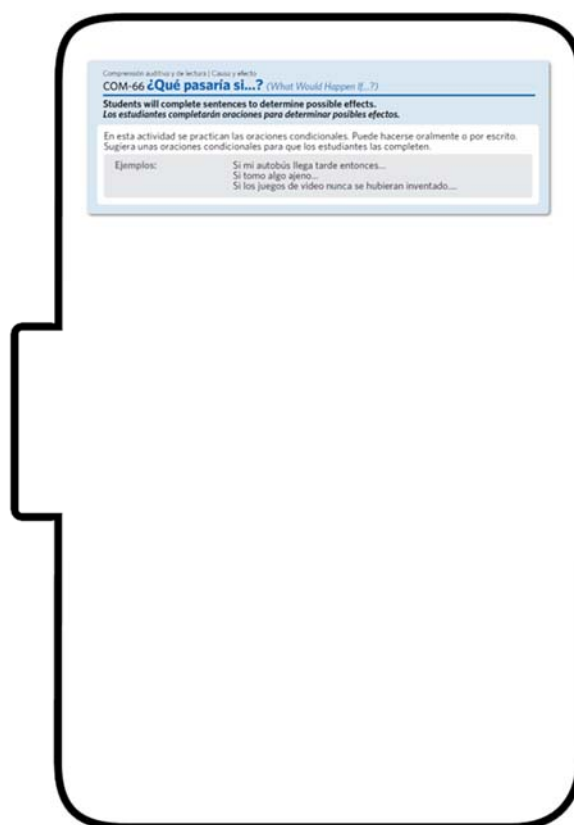 Comprensión auditiva y de lectura | Causa y efecto
COM-66 ¿Qué pasaría si...? (What Would Happen If...?)
Students will complete sentences to determine possible effects.
Los estudiantes completarán oraciones para determinar posibles efectos.
En esta actividad se practican las oraciones condicionales. Puede hacerse oralmente o por escrito.
Sugiera unas oraciones condicionales para que los estudiantes las completen.
Ejemplos: Si mi autobús llega tarde entonces...
Si tomo algo ajeno...
Si los juegos de video nunca se hubieran inventado....